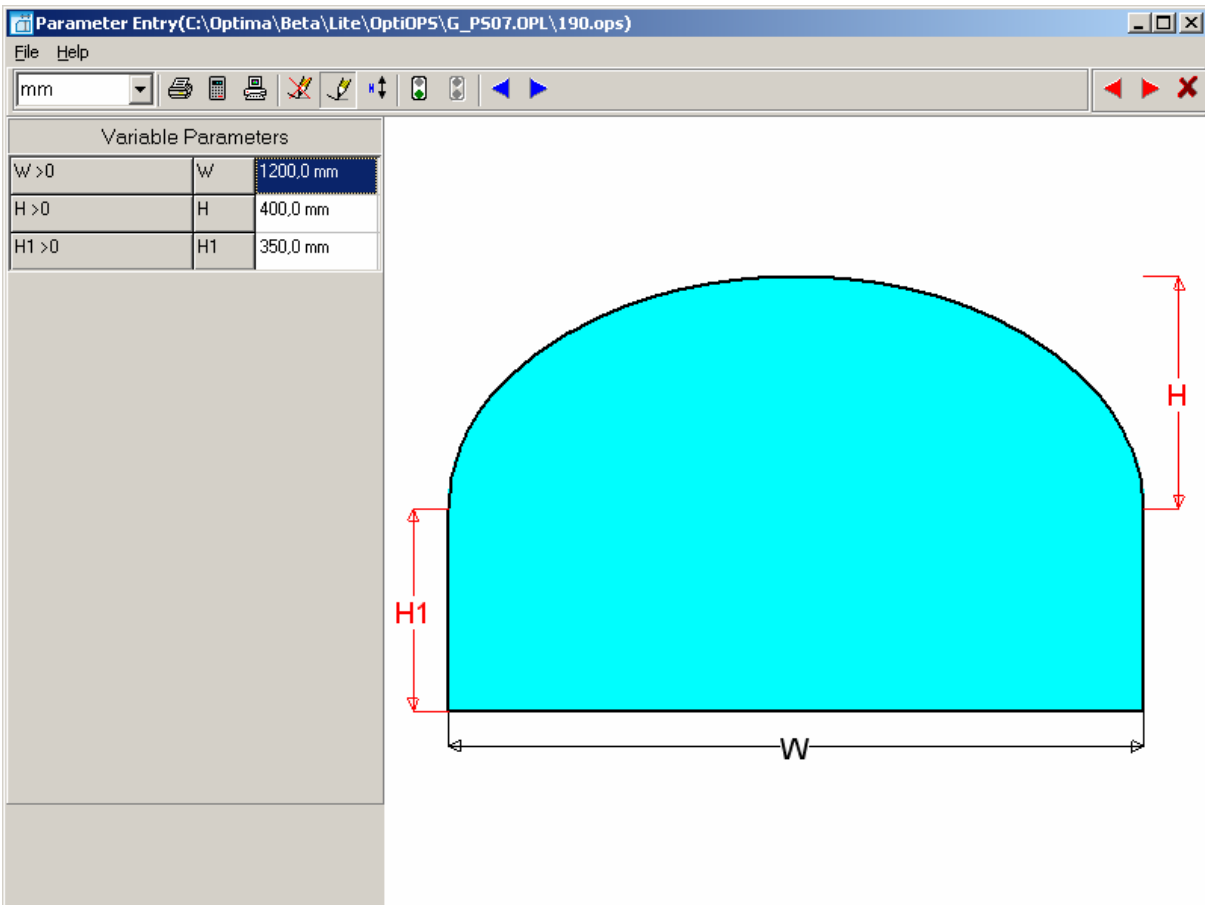 Parameter Entry(C:\Optima\Beta\Lite\OptiOPS\G_PS07.OPL\190.ops)
File Help
mm
H
Variable Parameters
W >0 W 1200,0 mm
H >0 H 400,0 mm
H1 >0 H1 350,0 mm
H
H1
W